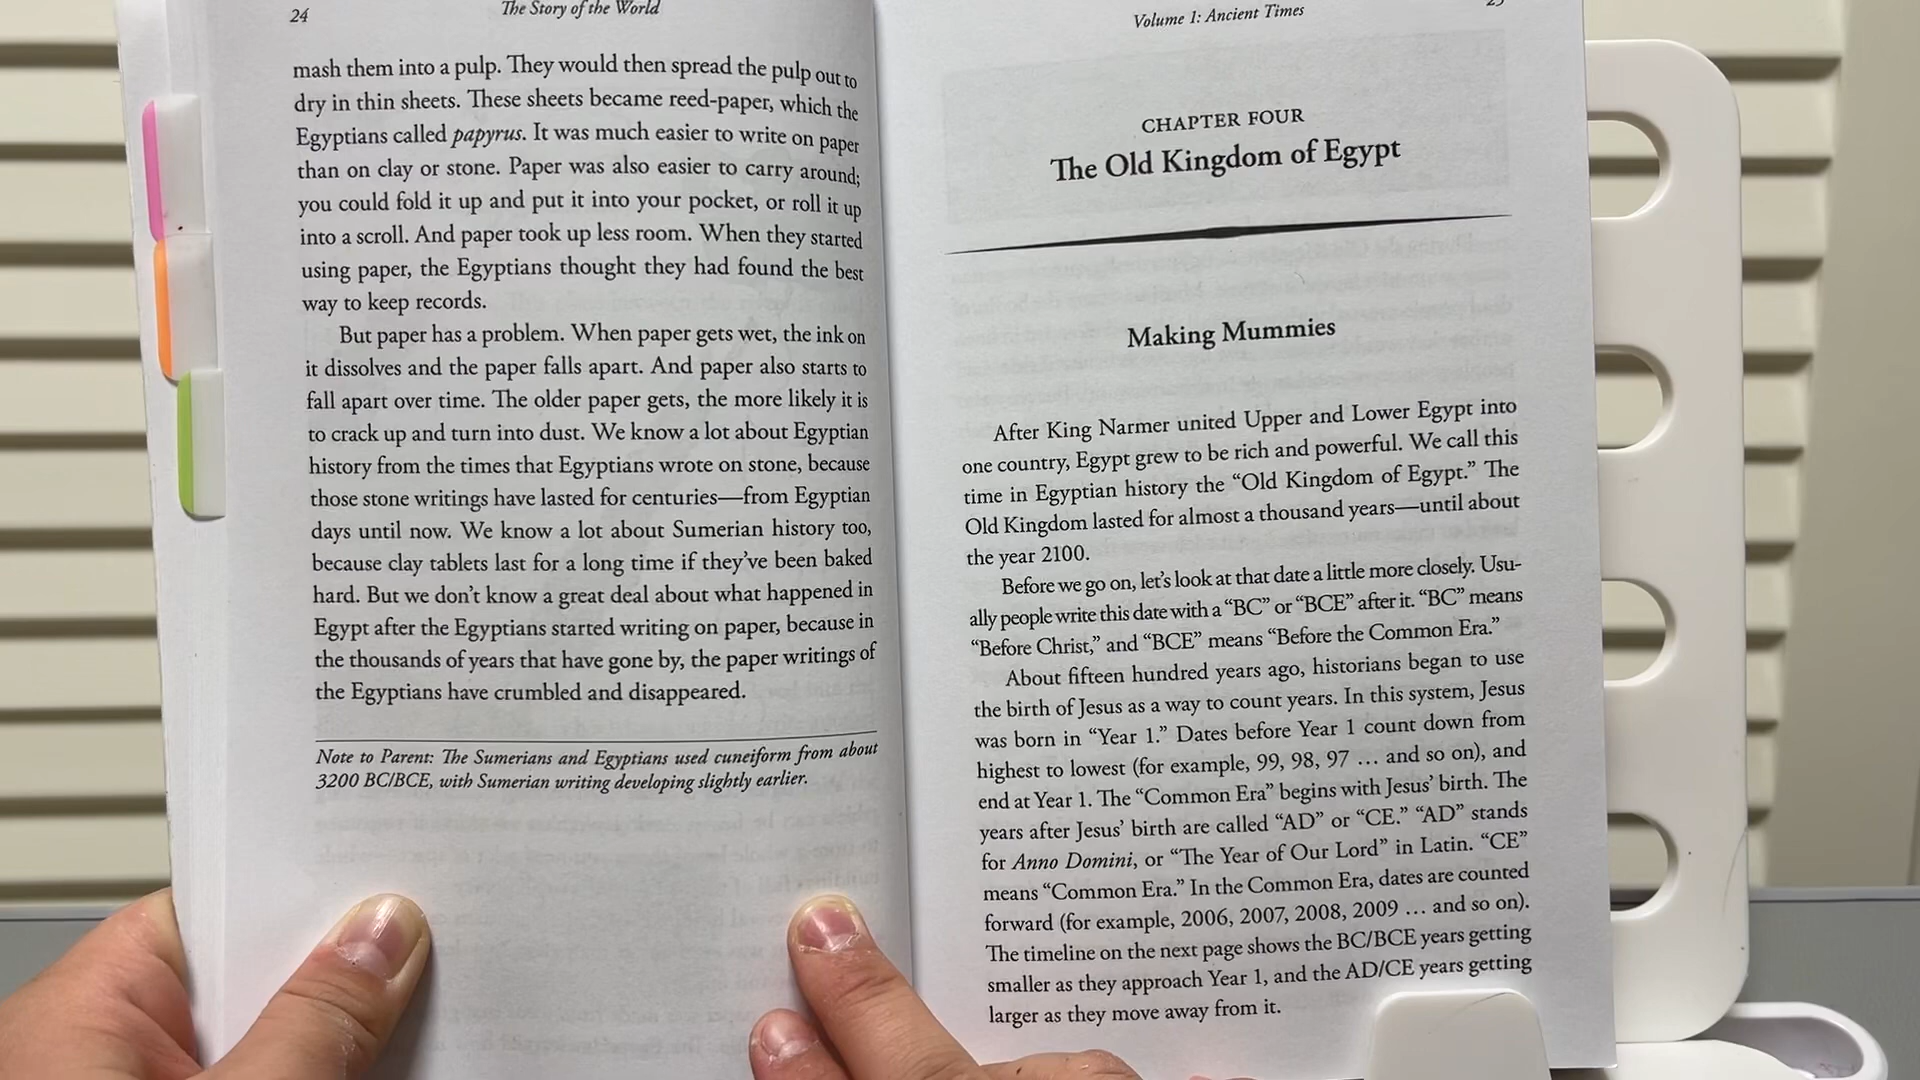 24
The Story of the World
mash them into a pulp. They would then spread the pulp out to
dry in thin sheets. These sheets became reed-paper, which the
Egyptians called papyrus. It was much easier to write on paper
than on clay or stone. Paper was also easier to carry around;
you could fold it up and put it into your pocket, or roll it up
into a scroll. And paper took up less room. When they started
using paper, the Egyptians thought they had found the best
way to keep records.
But paper has a problem. When paper gets wet, the ink on
it dissolves and the paper falls apart. And paper also starts to
fall apart over time. The older paper gets, the more likely it is
to crack up and turn into dust. We know a lot about Egyptian
history from the times that Egyptians wrote on stone, because
those stone writings have lasted for centuries—from Egyptian
days until now. We know a lot about Sumerian history too,
because clay tablets last for a long time if they've been baked
hard. But we don't know a great deal about what happened in
Egypt after the Egyptians started writing on paper, because in
the thousands of years that have gone by, the paper writings of
the Egyptians have crumbled and disappeared.
Note to Parent: The Sumerians and Egyptians used cuneiform from about
3200 BC/BCE, with Sumerian writing developing slightly earlier.
Volume 1: Ancient Times
CHAPTER FOUR
The Old Kingdom of Egypt
Making Mummies
After King Narmer united Upper and Lower Egypt into
one country, Egypt grew to be rich and powerful. We call this
time in Egyptian history the “Old Kingdom of Egypt.” The
Old Kingdom lasted for almost a thousand years—until about
the year 2100.
Before we go on, let's look at that date a little more closely. Usu-
ally people write this date with a “BC” or “BCE” after it. “BC” means
“Before Christ,” and “BCE” means “Before the Common Era.”
About fifteen hundred years ago, historians began to use
the birth of Jesus as a way to count years. In this system, Jesus
was born in “Year 1.” Dates before Year 1 count down from
highest to lowest (for example, 99, 98, 97 … and so on), and
end at Year 1. The “Common Era” begins with Jesus' birth. The
years after Jesus' birth are called “AD” or “CE.” “AD” stands
for Anno Domini, or “The Year of Our Lord” in Latin. “CE”
means “Common Era.” In the Common Era, dates are counted
forward (for example, 2006, 2007, 2008, 2009 … and so on).
The timeline on the next page shows the BC/BCE years getting
smaller as they approach Year 1, and the AD/CE years getting
larger as they move away from it.